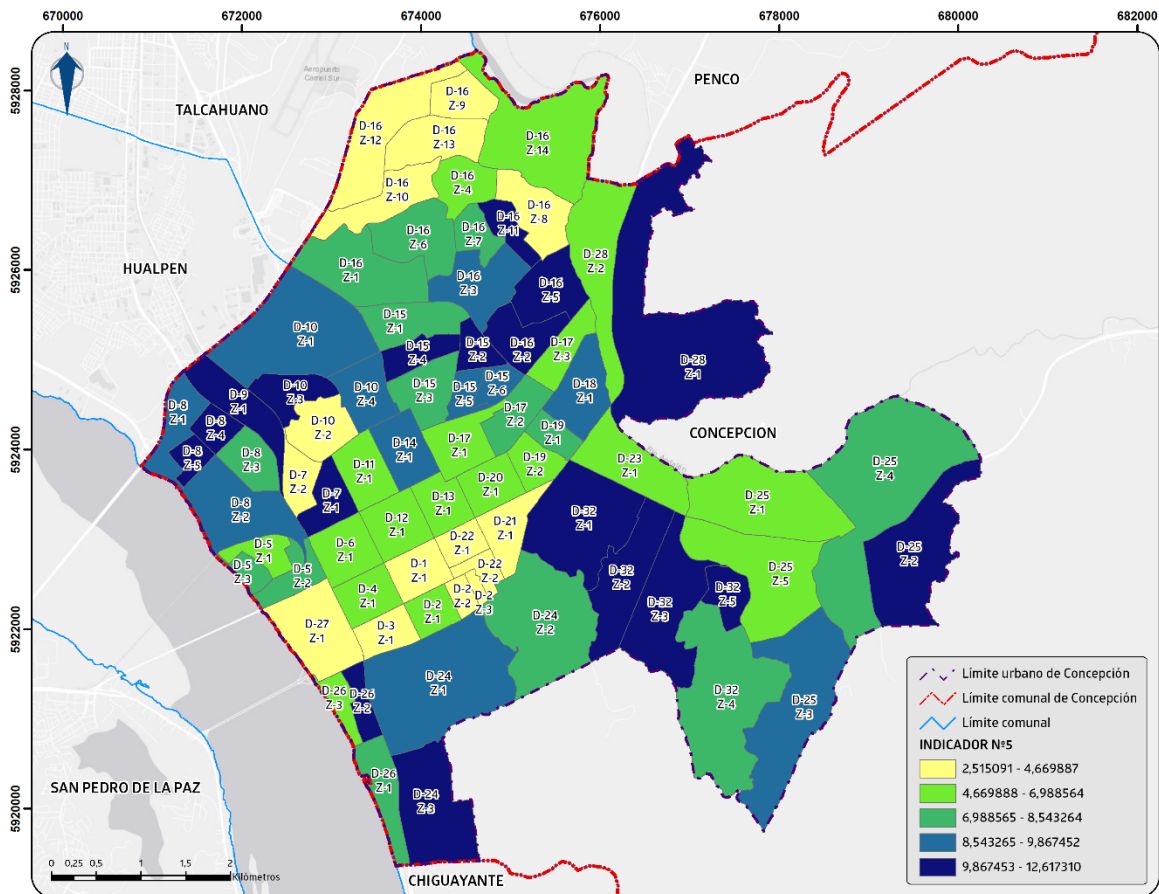 670000
672000
674000
676000
678000
680000
682000
5928000
5926000
5924000
5922000
5920000
N
Aeropuerto
Carriel Sur
TALCAHUANO
PENCO
HUALPEN
CONCEPCION
SAN PEDRO DE LA PAZ
CHIGUAYANTE
D-16
Z-9
D-16
Z-12
D-16
Z-13
D-16
Z-14
D-16
Z-10
D-16
Z-4
D-16
Z-8
D-16
Z-11
D-16
Z-6
D-16
Z-7
D-28
Z-2
D-16
Z-1
D-16
Z-3
D-16
Z-5
D-10
Z-1
D-15
Z-1
D-15
Z-4
D-15
Z-2
D-16
Z-2
D-17
Z-3
D-28
Z-1
D-9
Z-1
D-10
Z-3
D-10
Z-4
D-15
Z-3
D-15
Z-5
D-15
Z-6
D-18
Z-1
D-8
Z-1
D-8
Z-4
D-10
Z-2
D-17
Z-2
D-19
Z-1
D-8
Z-5
D-8
Z-3
D-14
Z-1
D-17
Z-1
D-11
Z-1
D-19
Z-2
D-23
Z-1
D-25
Z-4
D-7
Z-2
D-7
Z-1
D-20
Z-1
D-13
Z-1
D-25
Z-1
D-8
Z-2
D-12
Z-1
D-21
Z-1
D-32
Z-1
D-5
Z-1
D-6
Z-1
D-22
Z-1
D-25
Z-2
D-5
Z-3
D-5
Z-2
D-1
Z-1
D-22
Z-2
D-32
Z-2
D-25
Z-5
D-4
Z-1
D-2
Z-1
D-2
Z-2
D-2
Z-3
D-32
Z-3
D-32
Z-5
D-27
Z-1
D-3
Z-1
D-24
Z-2
D-24
Z-1
D-26
Z-3
D-26
Z-2
D-32
Z-4
D-25
Z-3
D-26
Z-1
D-24
Z-3
Límite urbano de Concepción
Límite comunal de Concepción
Límite comunal
INDICADOR Nº5
2,515091 - 4,669887
4,669888 - 6,988564
6,988565 - 8,543264
8,543265 - 9,867452
9,867453 - 12,617310
0 0,25 0,5 1 1,5 2
Kilómetros